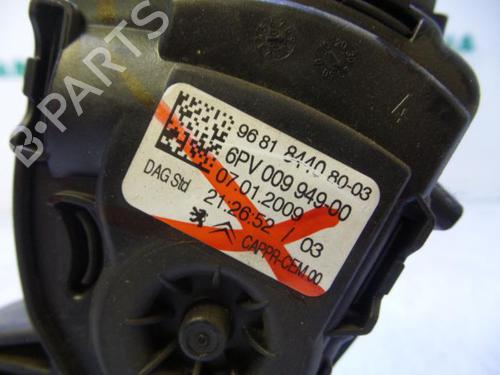 B-PARTS
96 81 8440 80-03
6PV 009 949-00
07.01.2009
DAG Std
21:26:52 / 03
CAPPR-CEM 00
4